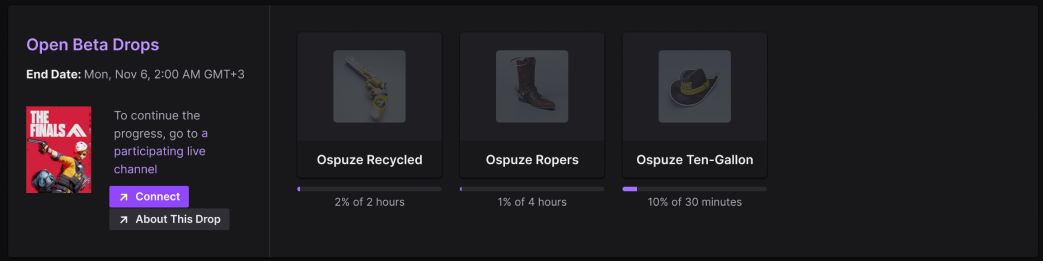 Open Beta Drops
End Date: Mon, Nov 6, 2:00 AM GMT+3
THE
FINALS
To continue the
progress, go to a
participating live
channel
Connect
About This Drop
Ospuze Recycled
2% of 2 hours
Ospuze Ropers
1% of 4 hours
Ospuze Ten-Gallon
10% of 30 minutes